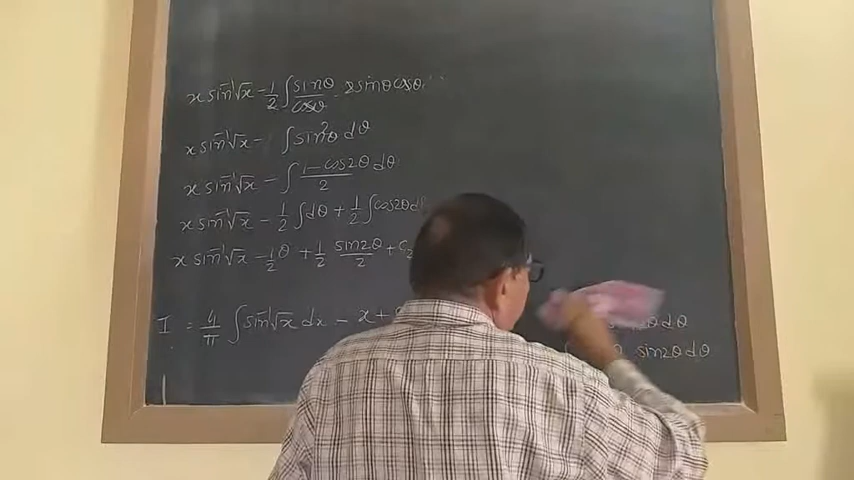 x sin⁻¹√x - 1/2 ∫ sinθ/cosθ · 2sinθcosθ
x sin⁻¹√x - ∫ sin²θ dθ
x sin⁻¹√x - ∫ (1-cos2θ)/2 dθ
x sin⁻¹√x - 1/2 ∫dθ + 1/2 ∫cos2θ dθ
x sin⁻¹√x - 1/2 θ + 1/2 sin2θ/2 + C₂
I = 4/π ∫ sin⁻¹√x dx - x +
θ dθ
sin2θ dθ